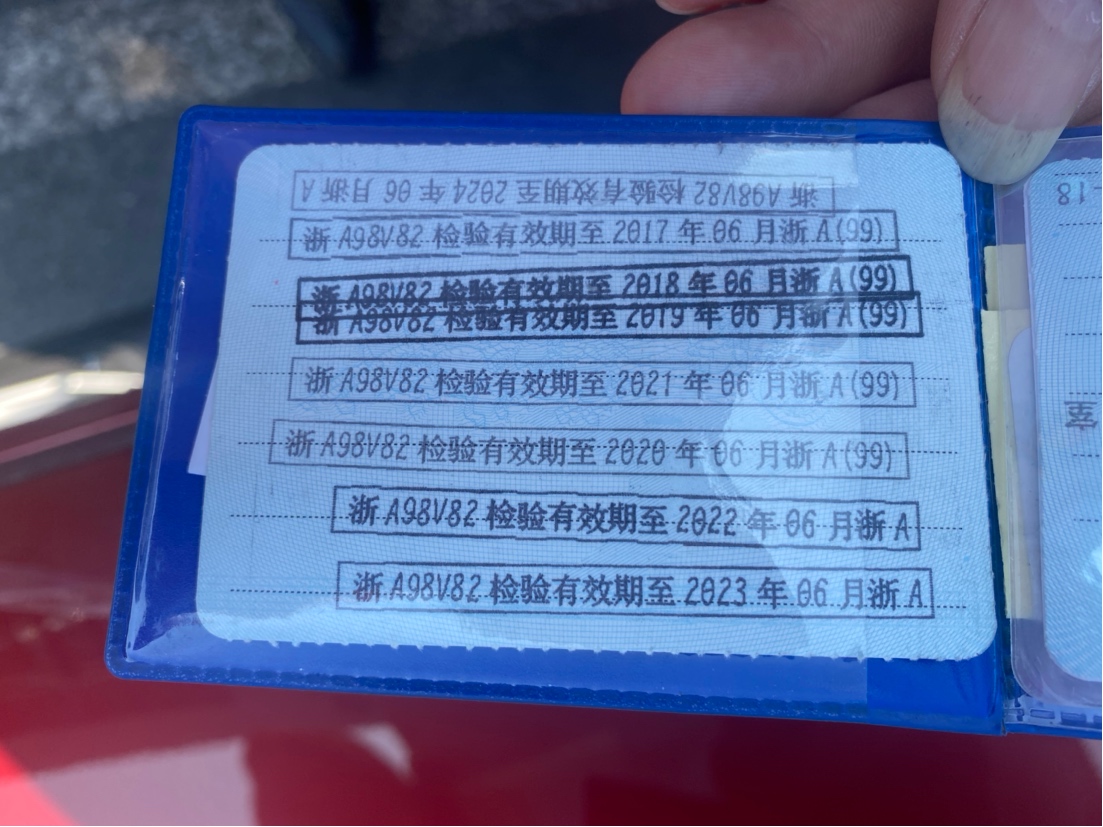 浙 A98V82 检验有效期至 2024 年 06 月 浙 A
浙 A98V82 检验有效期至 2017 年 06 月浙 A(99)
浙 A98V82 检验有效期至 2018 年 06 月浙 A(99)
浙 A98V82 检验有效期至 2019 年 06 月浙 A(99)
浙 A98V82 检验有效期至 2021 年 06 月浙 A(99)
浙 A98V82 检验有效期至 2020 年 06 月浙 A(99)
浙 A98V82 检验有效期至 2022 年 06 月浙 A
浙 A98V82 检验有效期至 2023 年 06 月浙 A
-18
至